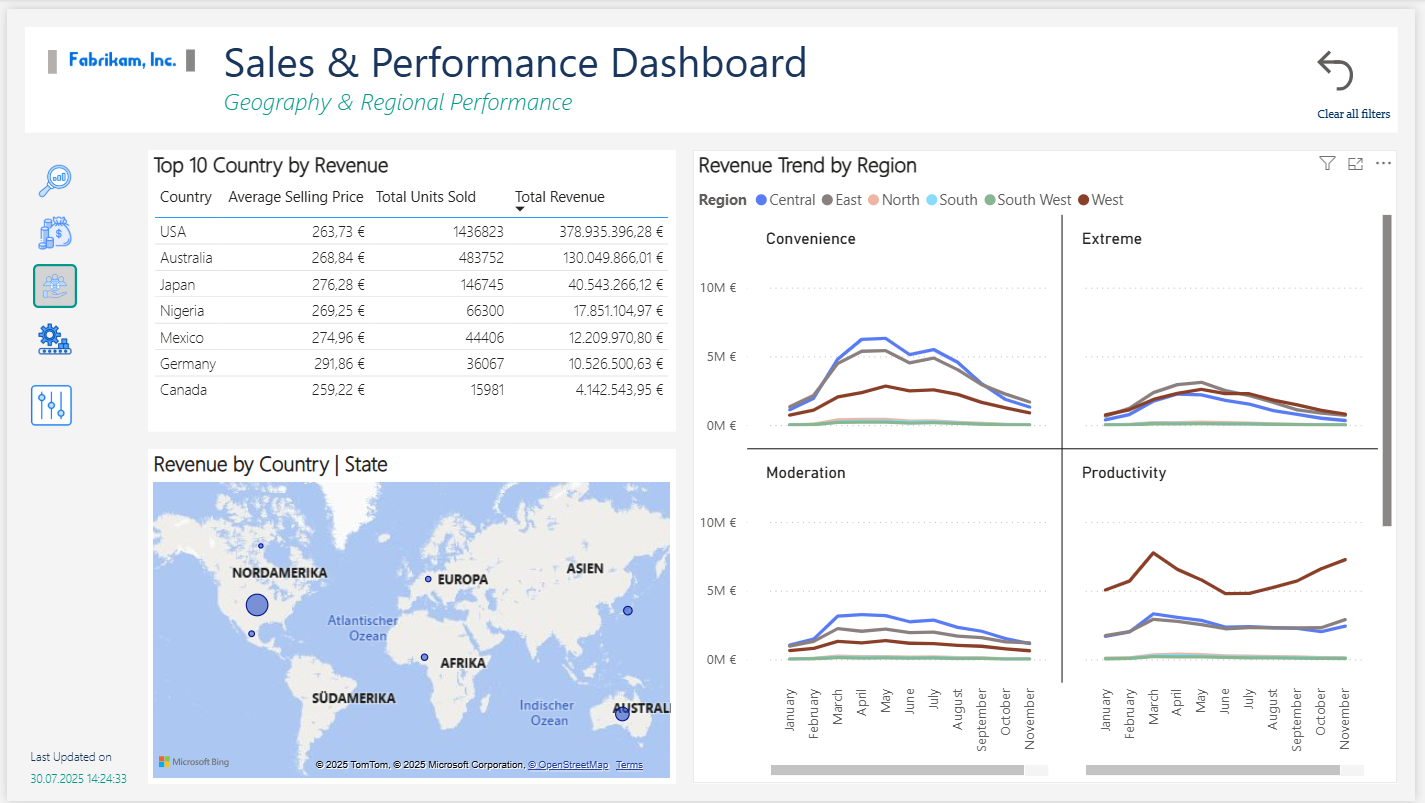 Fabrikam, Inc.
Sales & Performance Dashboard
Geography & Regional Performance
Clear all filters
Top 10 Country by Revenue
Country Average Selling Price Total Units Sold Total Revenue
USA 263,73 € 1436823 378.935.396,28 €
Australia 268,84 € 483752 130.049.866,01 €
Japan 276,28 € 146745 40.543.266,12 €
Nigeria 269,25 € 66300 17.851.104,97 €
Mexico 274,96 € 44406 12.209.970,80 €
Germany 291,86 € 36067 10.526.500,63 €
Canada 259,22 € 15981 4.142.543,95 €
Revenue by Country | State
NORDAMERIKA
EUROPA
ASIEN
Atlantischer
Ozean
AFRIKA
SÜDAMERIKA
Indischer
Ozean
AUSTRALI
Microsoft Bing
© 2025 TomTom, © 2025 Microsoft Corporation, © OpenStreetMap Terms
Revenue Trend by Region
Region Central East North South South West West
Convenience
Extreme
10M €
5M €
0M €
Moderation
Productivity
10M €
5M €
0M €
January
February
March
April
May
June
July
August
September
October
November
January
February
March
April
May
June
July
August
September
October
November
Last Updated on
30.07.2025 14:24:33